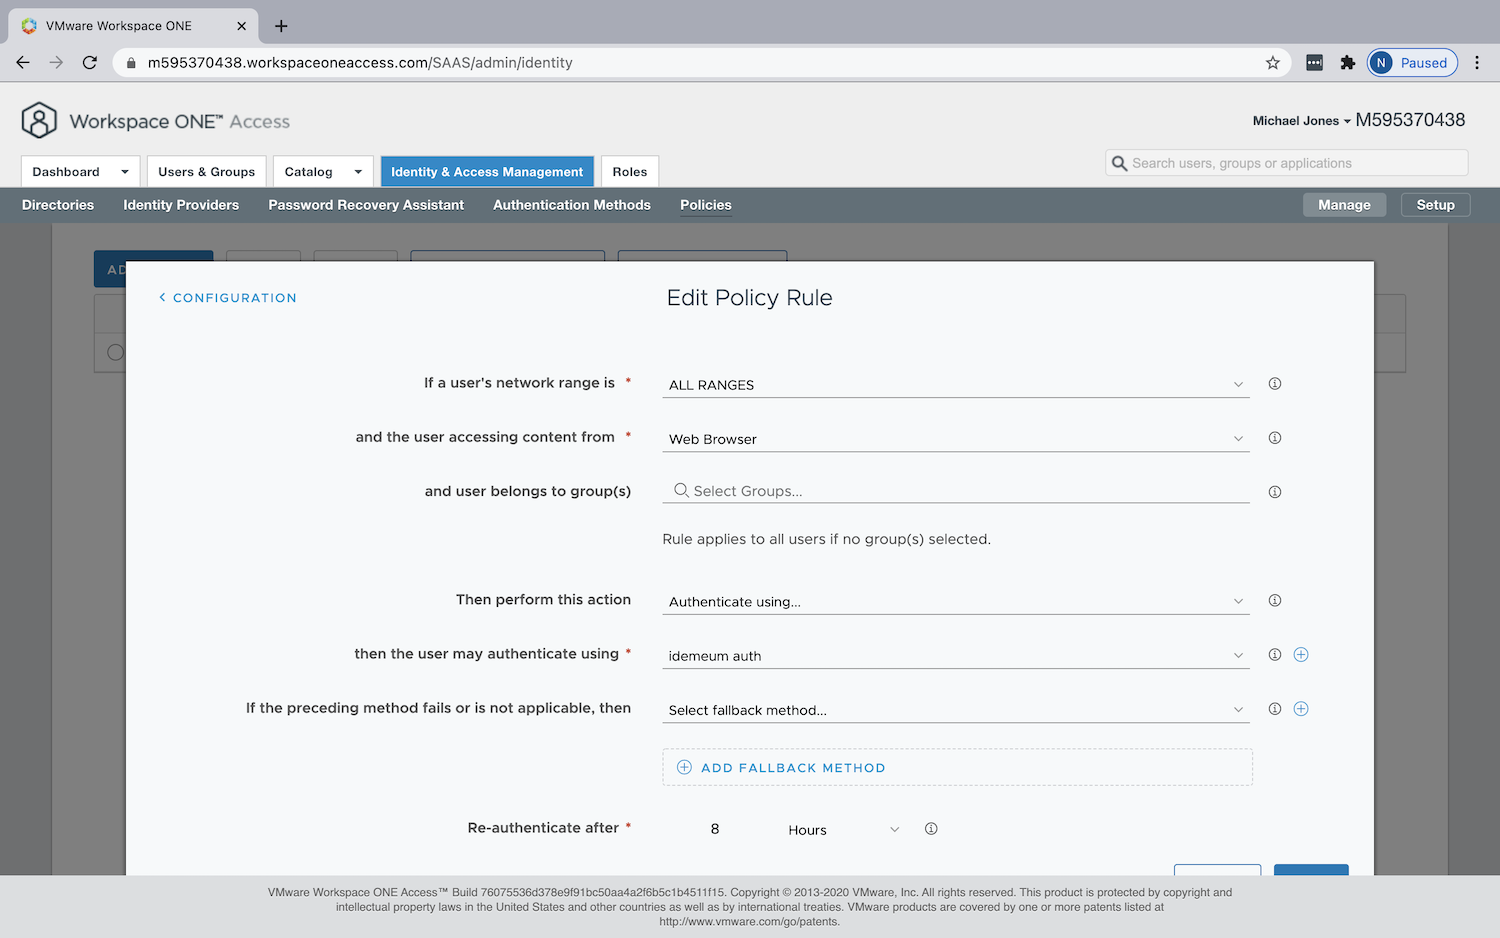 VMware Workspace ONE
m595370438.workspaceoneaccess.com/SAAS/admin/identity
N Paused
Workspace ONE™ Access
Michael Jones M595370438
Dashboard Users & Groups Catalog Identity & Access Management Roles
Search users, groups or applications
Directories Identity Providers Password Recovery Assistant Authentication Methods Policies Manage Setup
CONFIGURATION
Edit Policy Rule
If a user's network range is * ALL RANGES
and the user accessing content from * Web Browser
and user belongs to group(s) Select Groups...
Rule applies to all users if no group(s) selected.
Then perform this action Authenticate using...
then the user may authenticate using * idemeum auth
If the preceding method fails or is not applicable, then Select fallback method...
ADD FALLBACK METHOD
Re-authenticate after * 8 Hours
VMware Workspace ONE Access™ Build 76075536d378e9f91bc50aa4a2f6b5c1b4511f15. Copyright © 2013-2020 VMware, Inc. All rights reserved. This product is protected by copyright and
intellectual property laws in the United States and other countries as well as by international treaties. VMware products are covered by one or more patents listed at
http://www.vmware.com/go/patents.